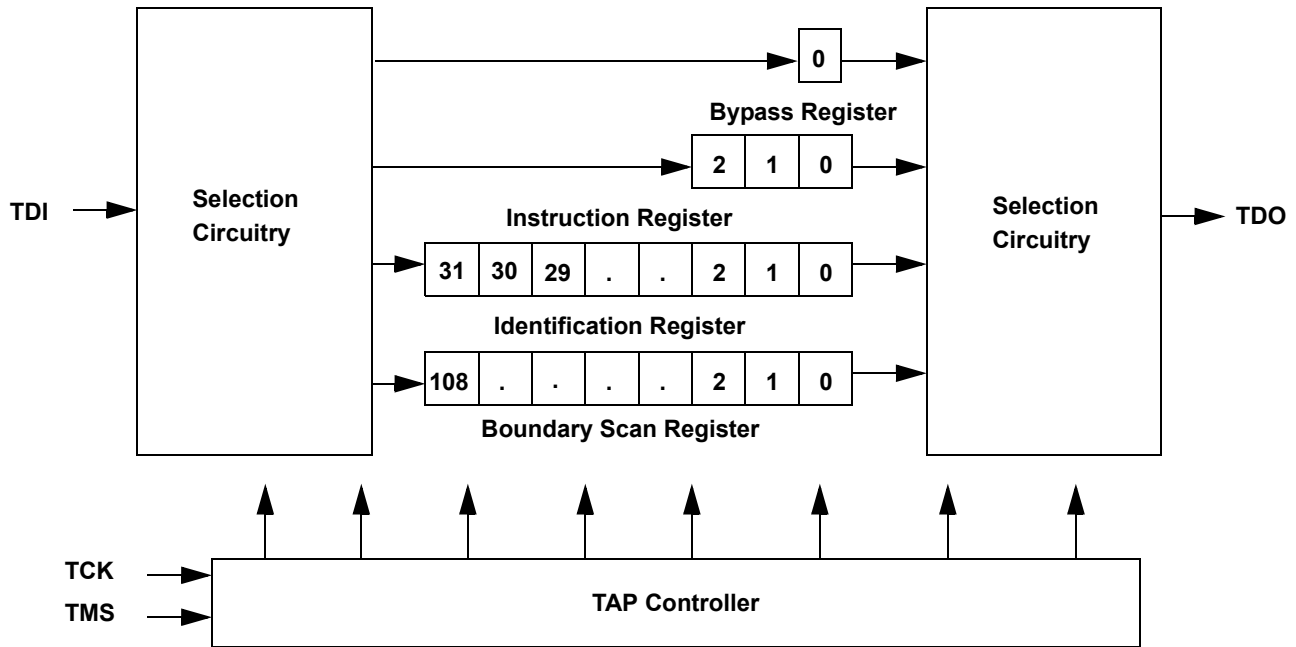 0
Bypass Register
2 1 0
Selection
Circuitry
Selection
Circuitry
TDI
TDO
Instruction Register
31 30 29 . . 2 1 0
Identification Register
108 . . . . 2 1 0
Boundary Scan Register
TCK
TMS
TAP Controller